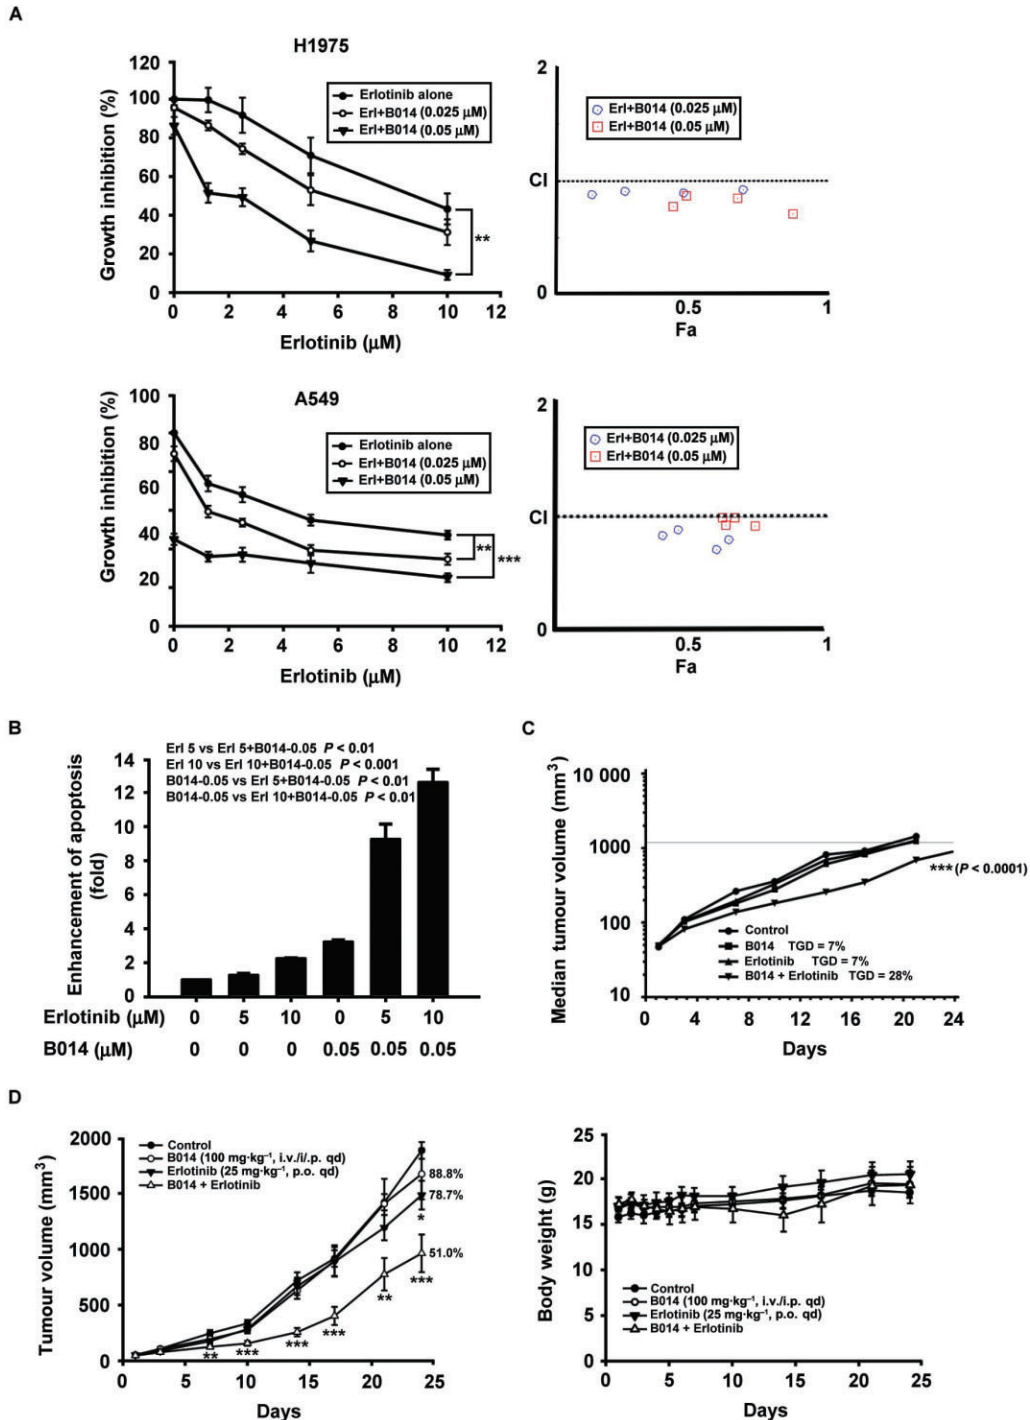 A
H1975
Growth inhibition (%)
120
100
80
60
40
20
0
0 2 4 6 8 10 12
Erlotinib (μM)
Erlotinib alone
Erl+B014 (0.025 μM)
Erl+B014 (0.05 μM)
**
2
CI
0
0.5
1
Fa
Erl+B014 (0.025 μM)
Erl+B014 (0.05 μM)
A549
Growth inhibition (%)
100
80
60
40
20
0
0 2 4 6 8 10 12
Erlotinib (μM)
Erlotinib alone
Erl+B014 (0.025 μM)
Erl+B014 (0.05 μM)
**
***
2
CI
0
0.5
1
Fa
Erl+B014 (0.025 μM)
Erl+B014 (0.05 μM)
B
Erl 5 vs Erl 5+B014-0.05 P < 0.01
Erl 10 vs Erl 10+B014-0.05 P < 0.001
B014-0.05 vs Erl 5+B014-0.05 P < 0.01
B014-0.05 vs Erl 10+B014-0.05 P < 0.01
Enhancement of apoptosis
(fold)
14
12
10
8
6
4
2
0
Erlotinib (μM) 0 5 10 0 5 10
B014 (μM) 0 0 0 0.05 0.05 0.05
C
Median tumour volume (mm³)
10 000
1000
100
10
0 4 7 10 14 17 21 24
Days
***(P < 0.0001)
Control
B014 TGD = 7%
Erlotinib TGD = 7%
B014 + Erlotinib TGD = 28%
D
Tumour volume (mm³)
2000
1500
1000
500
0
0 5 10 15 20 25
Days
Control
B014 (100 mg·kg⁻¹, i.v./i/.p. qd)
Erlotinib (25 mg·kg⁻¹, p.o. qd)
B014 + Erlotinib
88.8%
78.7%
*
51.0%
***
**
***
***
***
**
Body weight (g)
25
20
15
10
5
0
0 5 10 15 20 25
Days
Control
B014 (100 mg·kg⁻¹, i.v./i.p. qd)
Erlotinib (25 mg·kg⁻¹, p.o. qd)
B014 + Erlotinib